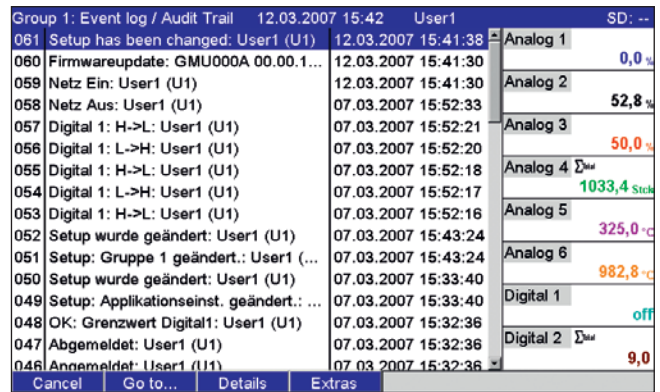 Group 1: Event log / Audit Trail 12.03.2007 15:42 User1 SD: --
061 Setup has been changed: User1 (U1) 12.03.2007 15:41:38
060 Firmwareupdate: GMU000A 00.00.1... 12.03.2007 15:41:30
059 Netz Ein: User1 (U1) 12.03.2007 15:41:30
058 Netz Aus: User1 (U1) 07.03.2007 15:52:33
057 Digital 1: H->L: User1 (U1) 07.03.2007 15:52:21
056 Digital 1: L->H: User1 (U1) 07.03.2007 15:52:20
055 Digital 1: H->L: User1 (U1) 07.03.2007 15:52:18
054 Digital 1: L->H: User1 (U1) 07.03.2007 15:52:17
053 Digital 1: H->L: User1 (U1) 07.03.2007 15:52:16
052 Setup wurde geändert: User1 (U1) 07.03.2007 15:43:24
051 Setup: Gruppe 1 geändert.: User1 (... 07.03.2007 15:43:24
050 Setup wurde geändert: User1 (U1) 07.03.2007 15:33:40
049 Setup: Applikationseinst. geändert.: ... 07.03.2007 15:33:40
048 OK: Grenzwert Digital1: User1 (U1) 07.03.2007 15:32:36
047 Abgemeldet: User1 (U1) 07.03.2007 15:32:36
046 Angemeldet: User1 (U1) 07.03.2007 15:32:36
Analog 1
0,0 %
Analog 2
52,8 %
Analog 3
50,0 %
Analog 4 ΣTotal
1033,4 Stck
Analog 5
325,0 °C
Analog 6
982,8 °C
Digital 1
off
Digital 2 ΣTotal
9,0
Cancel Go to... Details Extras